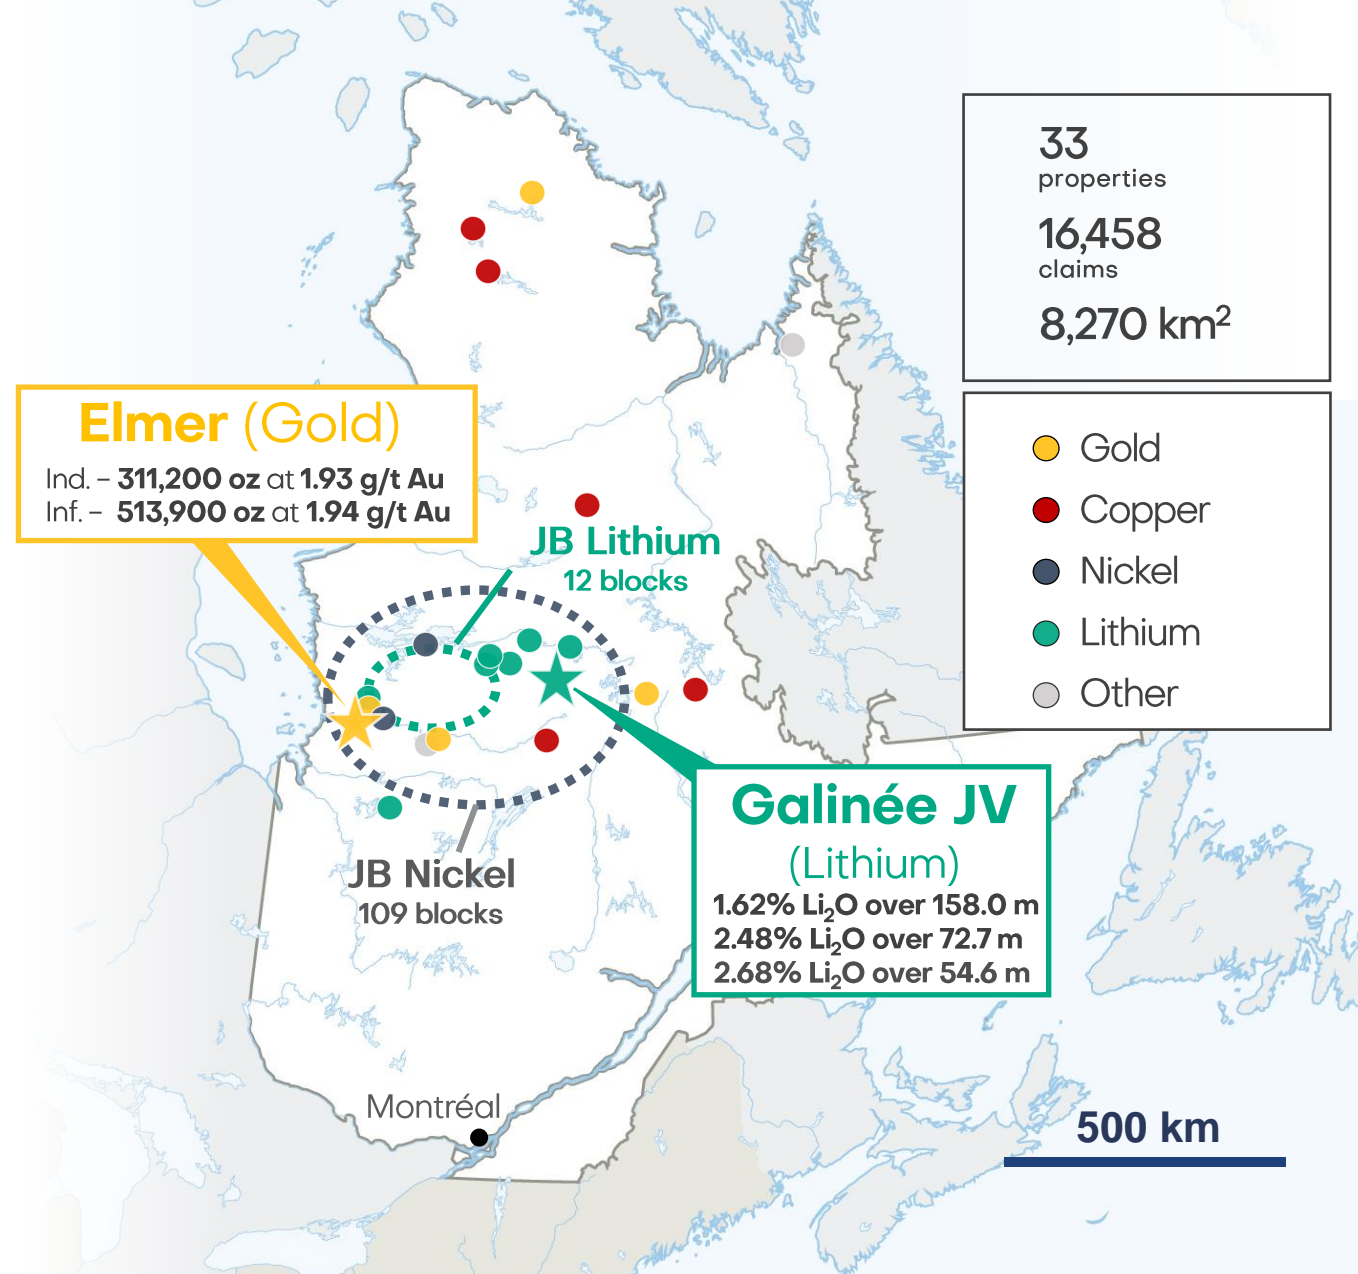 33
properties
16,458
claims
8,270 km²
Elmer (Gold)
Ind. – 311,200 oz at 1.93 g/t Au
Inf. – 513,900 oz at 1.94 g/t Au
Gold
Copper
Nickel
Lithium
Other
JB Lithium
12 blocks
Galinée JV
(Lithium)
1.62% Li₂O over 158.0 m
2.48% Li₂O over 72.7 m
2.68% Li₂O over 54.6 m
JB Nickel
109 blocks
Montréal
500 km